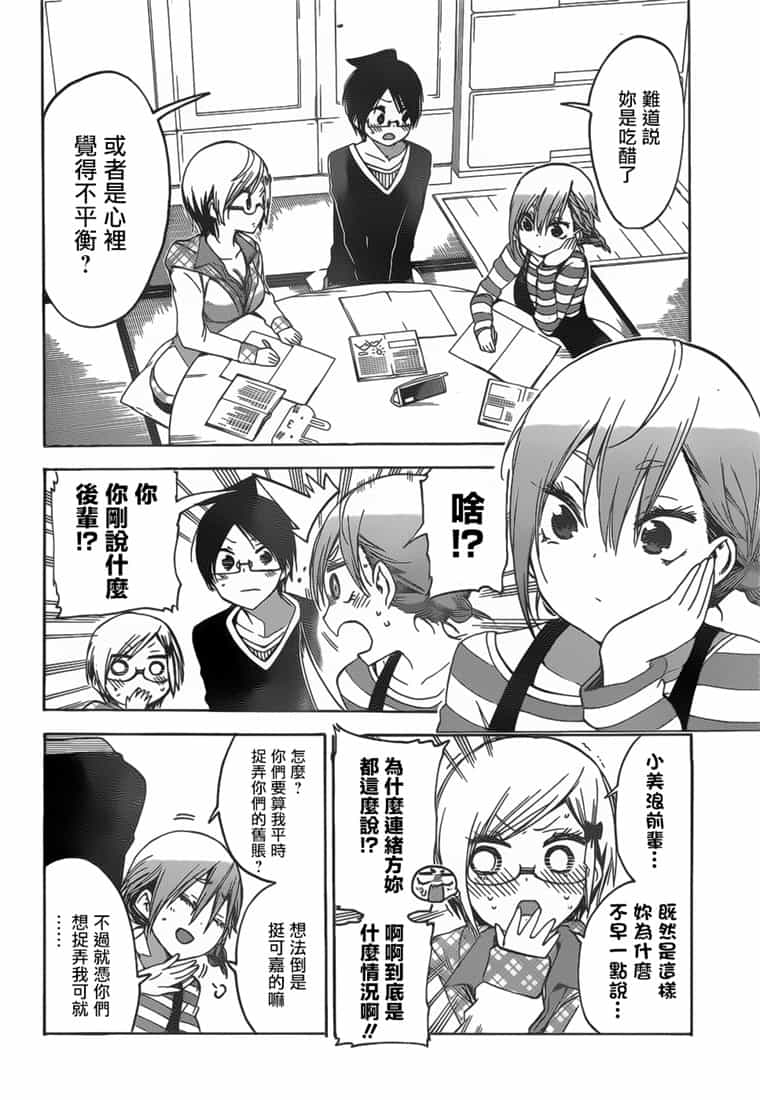 難道說
妳是吃醋了
或者是心裡
覺得不平衡?
啥!?
你
你剛說什麼
後輩!?
小美浪前輩…
既然是這樣
妳為什麼
不早一點說…
為什麼連緒方妳
都這麼說!?
啊啊到底是
什麼情況啊!!
怎麼?
你們要算我平時
捉弄你們的舊賬?
想法倒是
挺可嘉的嘛
不過就憑你們
想捉弄我可就
……